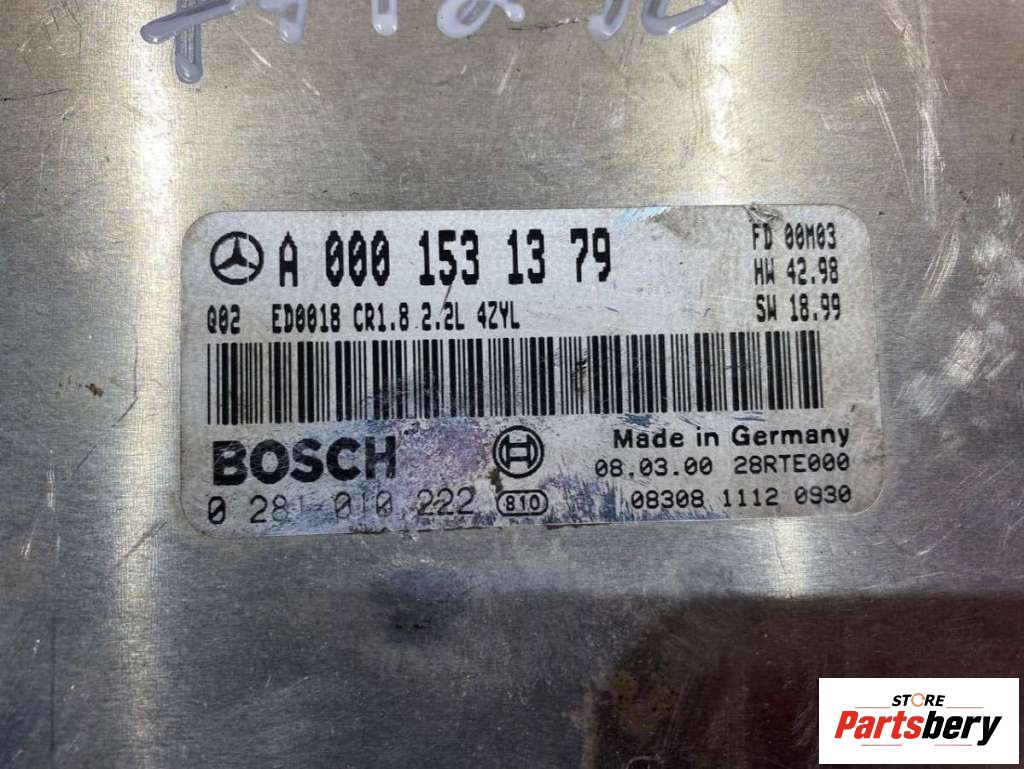 A 000 153 13 79
FD 00M03
HW 42.98
SW 18.99
Q02 ED0018 CR1.8 2.2L 4ZYL
BOSCH
Made in Germany
08.03.00 28RTE000
0 281 010 222 810
08308 1112 0930
STORE
Partsbery